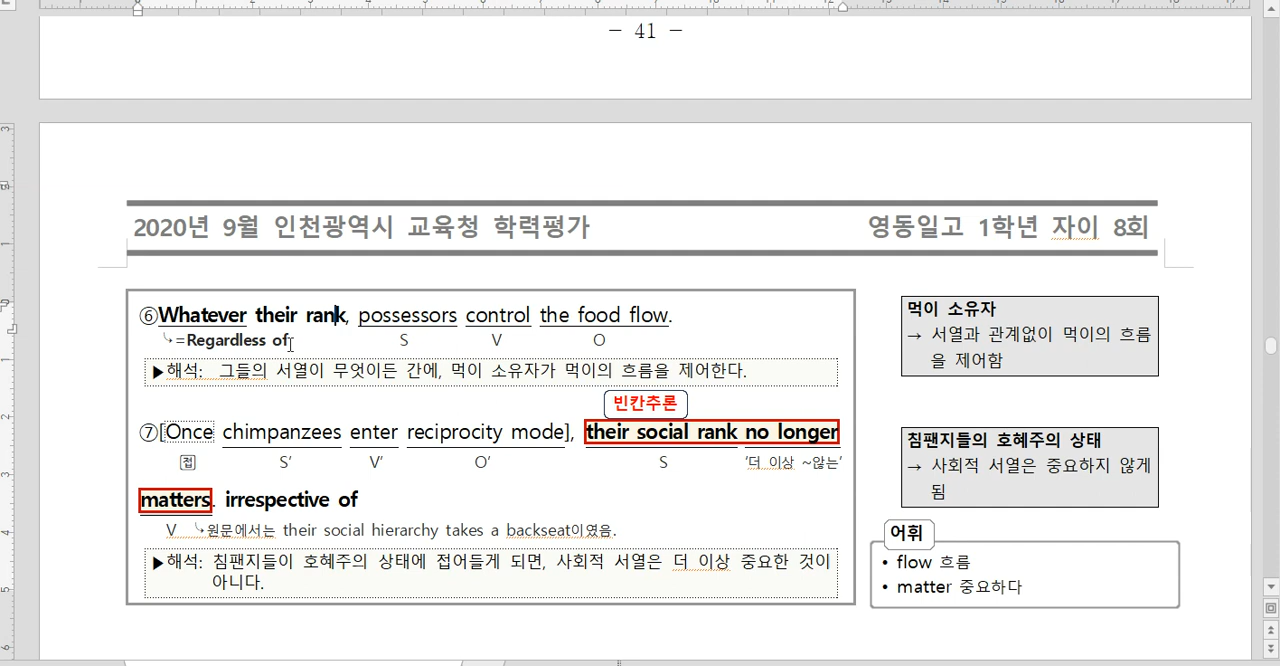 − 41 −
2020년 9월 인천광역시 교육청 학력평가 영동일고 1학년 자이 8회
⑥Whatever their rank, possessors control the food flow.
↳=Regardless of S V O
▶해석: 그들의 서열이 무엇이든 간에, 먹이 소유자가 먹이의 흐름을 제어한다.
빈칸추론
⑦[Once chimpanzees enter reciprocity mode], their social rank no longer
접 S' V' O' S '더 이상 ~않는'
matters. irrespective of
V ↳원문에서는 their social hierarchy takes a backseat이였음.
▶해석: 침팬지들이 호혜주의 상태에 접어들게 되면, 사회적 서열은 더 이상 중요한 것이
아니다.
먹이 소유자
→ 서열과 관계없이 먹이의 흐름
을 제어함
침팬지들의 호혜주의 상태
→ 사회적 서열은 중요하지 않게
됨
어휘
• flow 흐름
• matter 중요하다